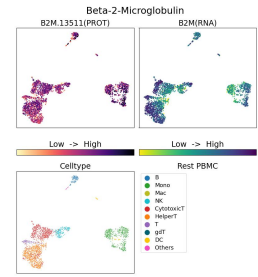 Beta-2-Microglobulin
B2M.13511(PROT)
B2M(RNA)
Low -> High
Low -> High
Celltype
Rest PBMC
B
Mono
Mac
NK
CytotoxicT
HelperT
T
gdT
DC
Others